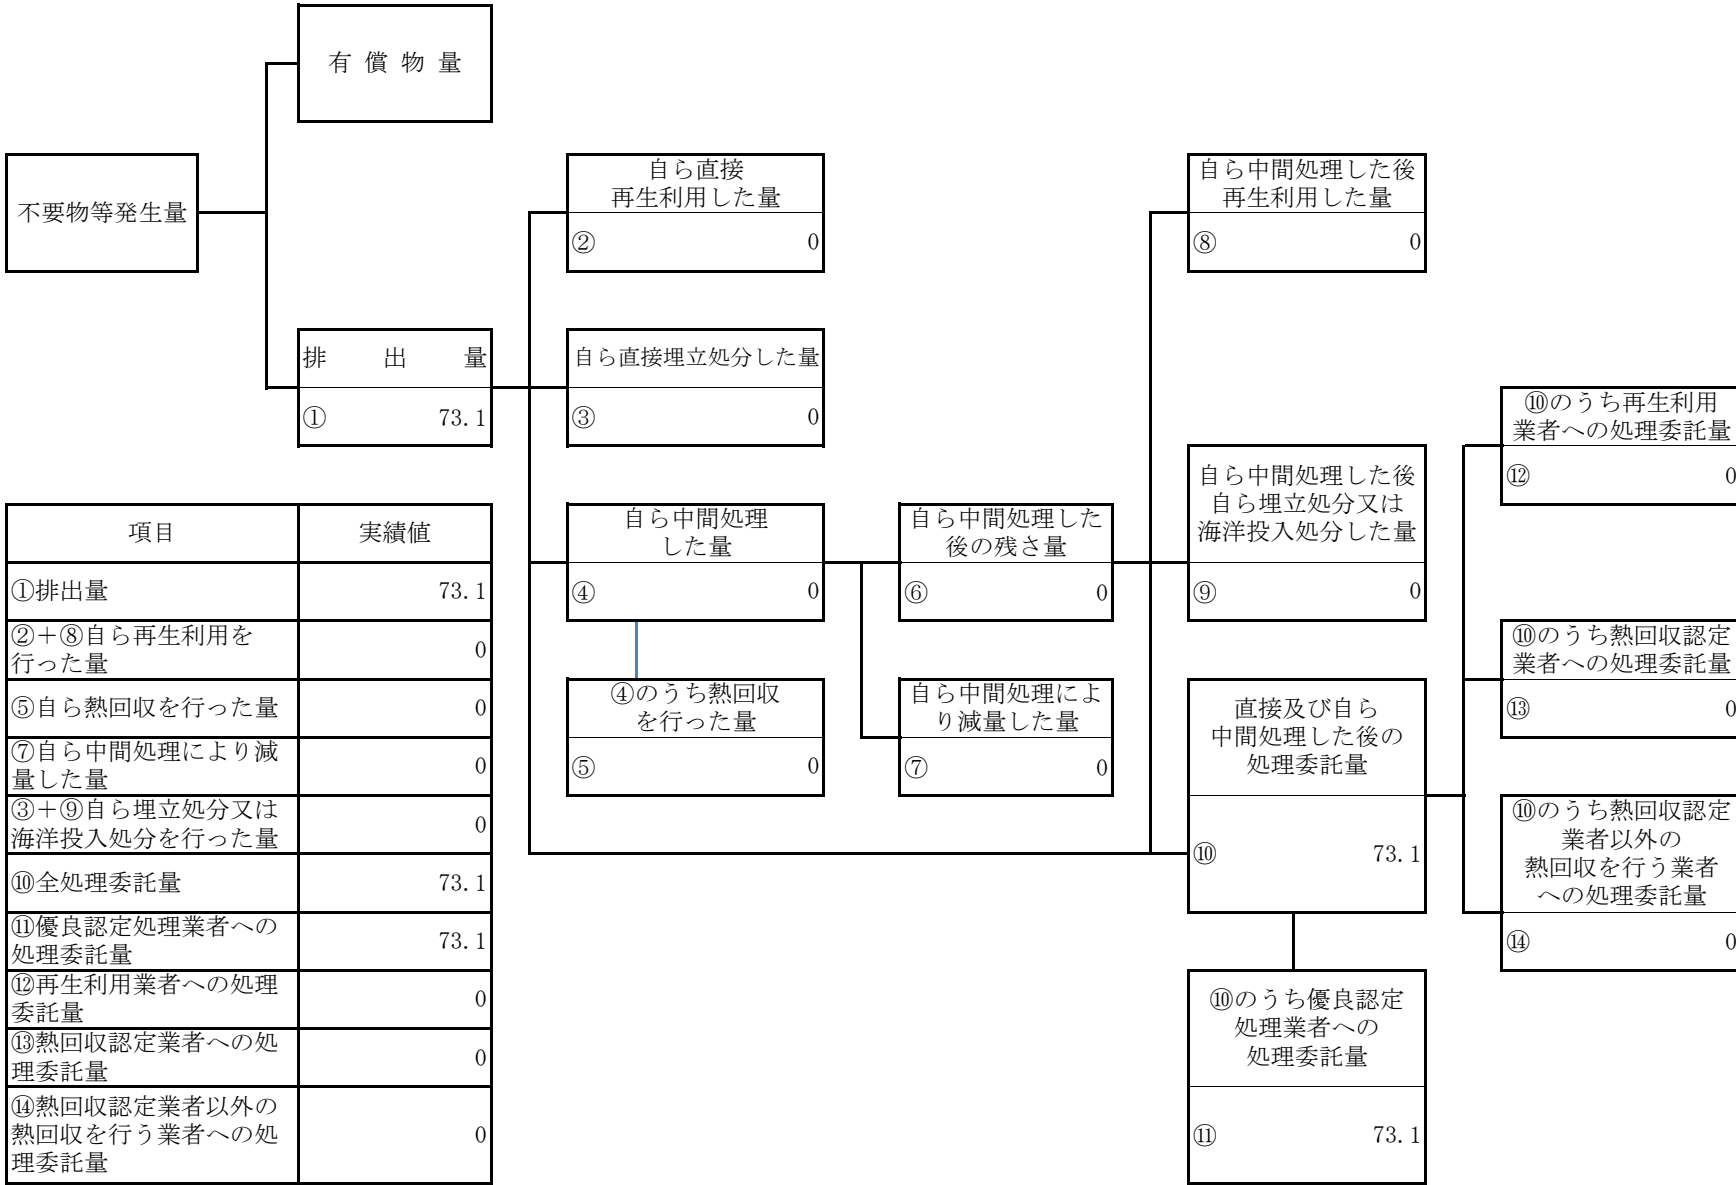 有償物量
不要物等発生量
自ら直接
再生利用した量
② 0
自ら中間処理した後
再生利用した量
⑧ 0
排出量
① 73.1
自ら直接埋立処分した量
③ 0
⑩のうち再生利用
業者への処理委託量
⑫ 0
自ら中間処理した後
自ら埋立処分又は
海洋投入処分した量
⑨ 0
自ら中間処理
した量
④ 0
自ら中間処理した
後の残さ量
⑥ 0
⑩のうち熱回収認定
業者への処理委託量
⑬ 0
④のうち熱回収
を行った量
⑤ 0
自ら中間処理によ
り減量した量
⑦ 0
直接及び自ら
中間処理した後の
処理委託量
⑩ 73.1
⑩のうち熱回収認定
業者以外の
熱回収を行う業者
への処理委託量
⑭ 0
⑩のうち優良認定
処理業者への
処理委託量
⑪ 73.1
項目 実績値
①排出量 73.1
②＋⑧自ら再生利用を
行った量 0
⑤自ら熱回収を行った量 0
⑦自ら中間処理により減
量した量 0
③＋⑨自ら埋立処分又は
海洋投入処分を行った量 0
⑩全処理委託量 73.1
⑪優良認定処理業者への
処理委託量 73.1
⑫再生利用業者への処理
委託量 0
⑬熱回収認定業者への処
理委託量 0
⑭熱回収認定業者以外の
熱回収を行う業者への処
理委託量 0